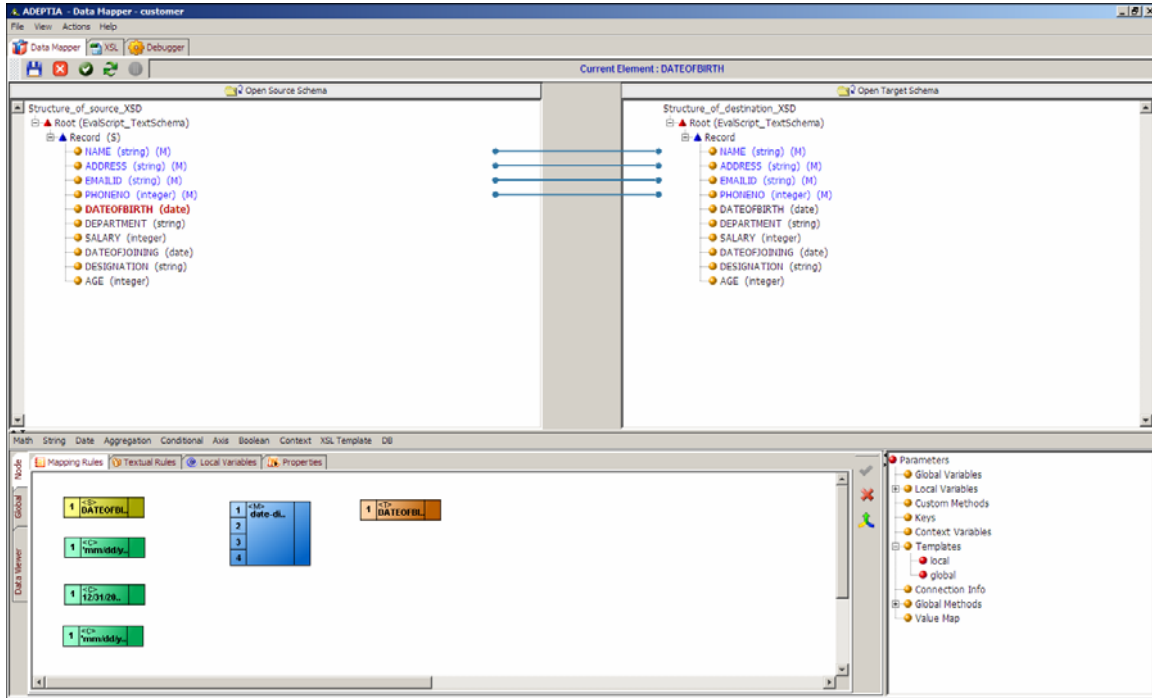 ADEPTIA - Data Mapper - customer
File View Actions Help
Data Mapper XSL Debugger
Current Element : DATEOFBIRTH
Open Source Schema
Open Target Schema
Structure_of_source_XSD
Root (EvalScript_TextSchema)
Record (S)
NAME (string) (M)
ADDRESS (string) (M)
EMAILID (string) (M)
PHONENO (integer) (M)
DATEOFBIRTH (date)
DEPARTMENT (string)
SALARY (integer)
DATEOFJOINING (date)
DESIGNATION (string)
AGE (integer)
Structure_of_destination_XSD
Root (EvalScript_TextSchema)
Record
NAME (string) (M)
ADDRESS (string) (M)
EMAILID (string) (M)
PHONENO (integer) (M)
DATEOFBIRTH (date)
DEPARTMENT (string)
SALARY (integer)
DATEOFJOINING (date)
DESIGNATION (string)
AGE (integer)
Math String Date Aggregation Conditional Axis Boolean Context XSL Template DB
Node
Global
Data Viewer
Mapping Rules Textual Rules Local Variables Properties
<S>
1 DATEOFBI..
<C>
1 'mm/dd/y..
<C>
1 12/31/20..
<C>
1 'mm/dd/y..
<M>
1 date-di..
2
3
4
<T>
1 DATEOFBI..
Parameters
Global Variables
Local Variables
Custom Methods
Keys
Context Variables
Templates
local
global
Connection Info
Global Methods
Value Map